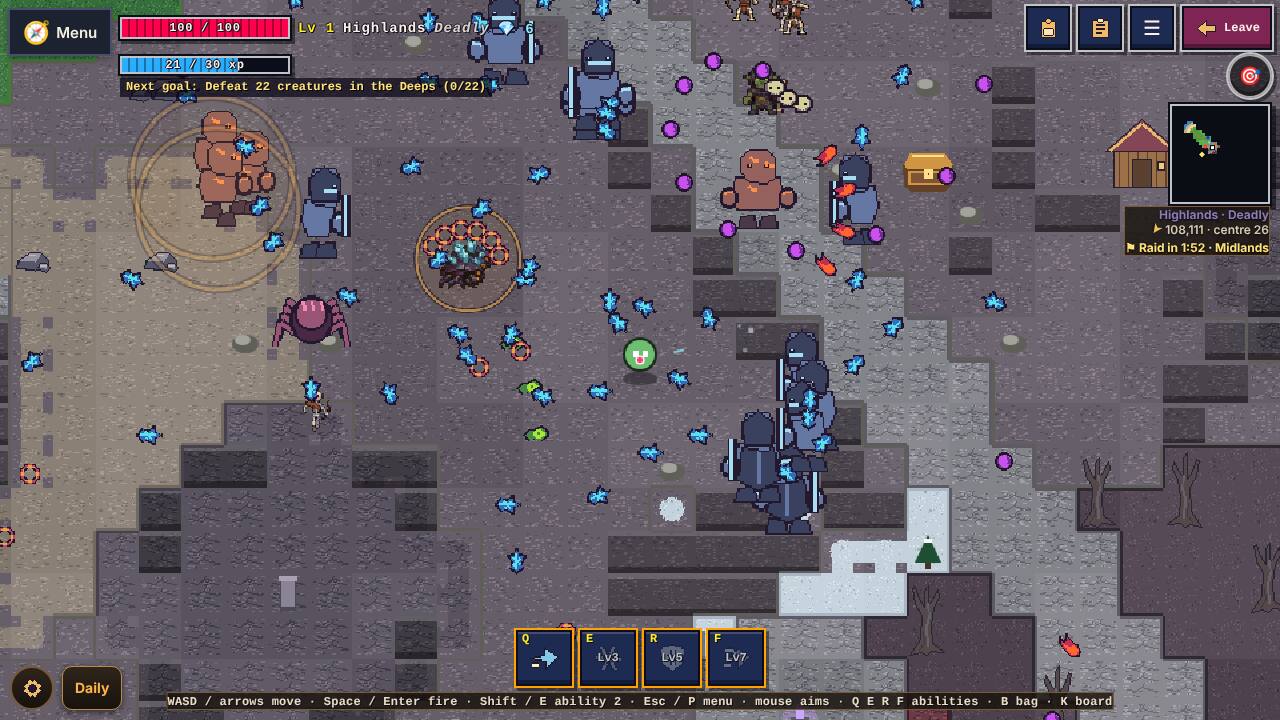 Menu
100 / 100
Lv 1 Highlands Deadly
6
21 / 30 xp
Next goal: Defeat 22 creatures in the Deeps (0/22)
Leave
Highlands · Deadly
108,111 · centre 26
Raid in 1:52 · Midlands
Q
E
Lv3
R
Lv5
F
Lv7
Daily
WASD / arrows move · Space / Enter fire · Shift / E ability 2 · Esc / P menu · mouse aims · Q E R F abilities · B bag · K board